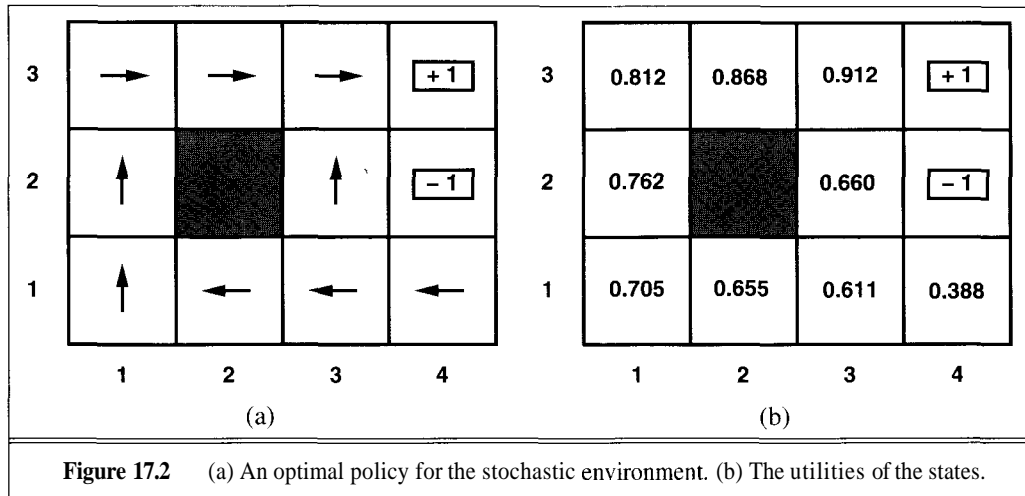 3 + 1 3 0.812 0.868 0.912 + 1
2 - 1 2 0.762 0.660 - 1
1 1 0.705 0.655 0.611 0.388
1 2 3 4 1 2 3 4
(a) (b)
Figure 17.2 (a) An optimal policy for the stochastic environment. (b) The utilities of the states.